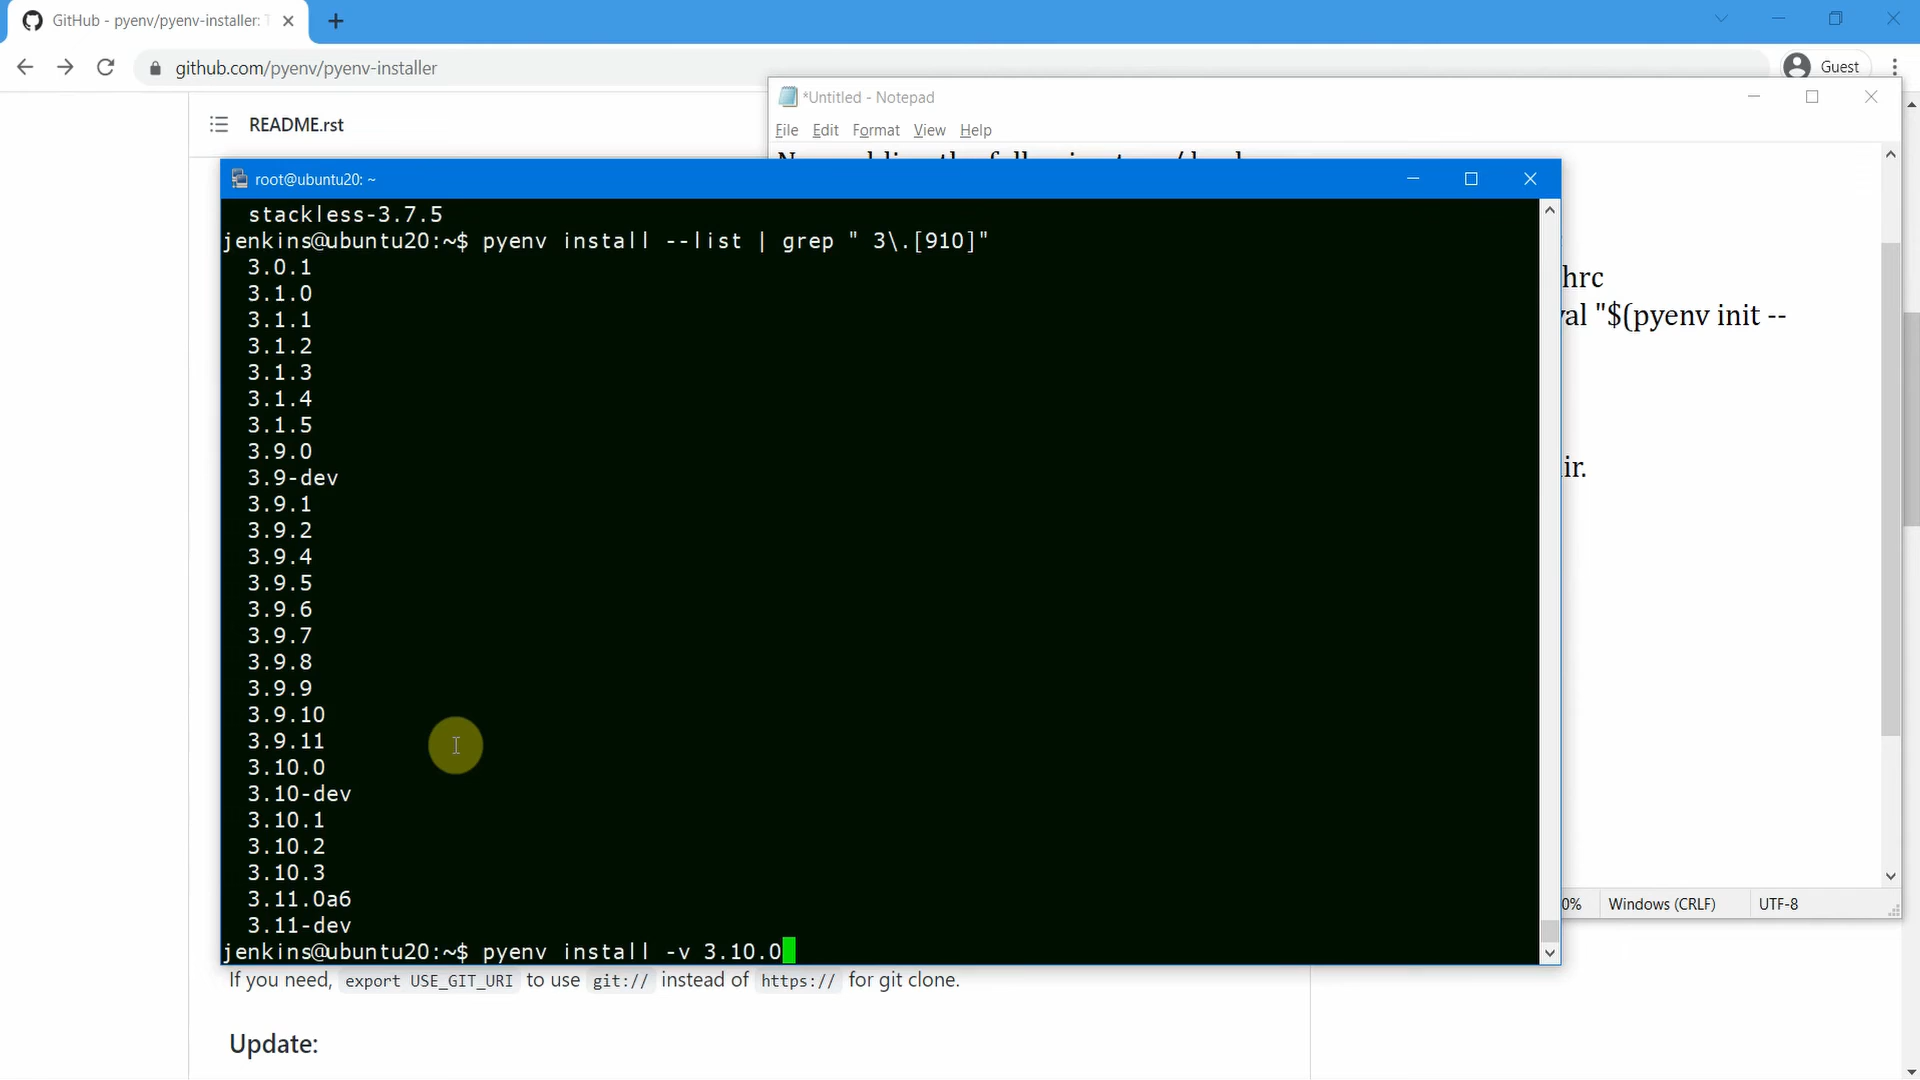 GitHub - pyenv/pyenv-installer:
github.com/pyenv/pyenv-installer
Guest
README.rst
*Untitled - Notepad
File Edit Format View Help
hrc
al "$(pyenv init --
ir.
0% Windows (CRLF) UTF-8
root@ubuntu20: ~
stackless-3.7.5
jenkins@ubuntu20:~$ pyenv install --list | grep " 3\.[910]"
3.0.1
3.1.0
3.1.1
3.1.2
3.1.3
3.1.4
3.1.5
3.9.0
3.9-dev
3.9.1
3.9.2
3.9.4
3.9.5
3.9.6
3.9.7
3.9.8
3.9.9
3.9.10
3.9.11
3.10.0
3.10-dev
3.10.1
3.10.2
3.10.3
3.11.0a6
3.11-dev
jenkins@ubuntu20:~$ pyenv install -v 3.10.0
If you need, export USE_GIT_URI to use git:// instead of https:// for git clone.
Update: